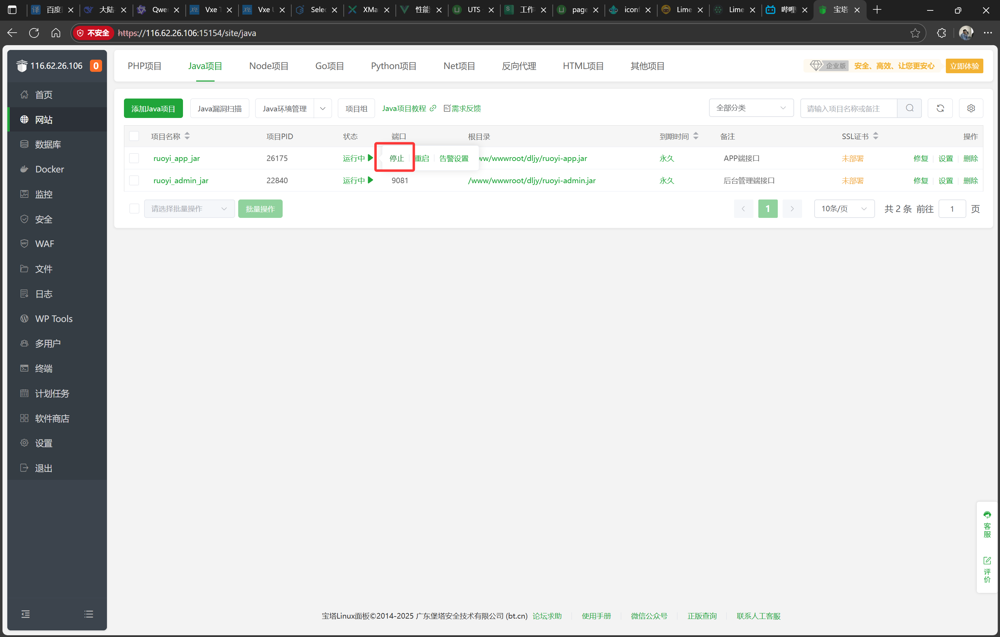 译 百度 大陆 Qwe Vxe T Vxe U Selec XMa 性能 UTS 工作 page iconf Lime Lime 哔哩 宝塔
不安全 https://116.62.26.106:15154/site/java
116.62.26.106 0
首页
网站
数据库
Docker
监控
安全
WAF
文件
日志
WP Tools
多用户
终端
计划任务
软件商店
设置
退出
PHP项目 Java项目 Node项目 Go项目 Python项目 Net项目 反向代理 HTML项目 其他项目 企业版 安全、高效、让您更安心 立即体验
添加Java项目 Java漏洞扫描 Java环境管理 项目组 Java项目教程 需求反馈 全部分类 请输入项目名称或备注
项目名称 项目PID 状态 端口 根目录 到期时间 备注 SSL证书 操作
ruoyi_app_jar 26175 运行中 停止 重启 告警设置 ww/wwwroot/dljy/ruoyi-app.jar 永久 APP端接口 未部署 修复 设置 删除
ruoyi_admin_jar 22840 运行中 9081 /www/wwwroot/dljy/ruoyi-admin.jar 永久 后台管理端接口 未部署 修复 设置 删除
请选择批量操作 批量操作 1 10条/页 共 2 条 前往 1 页
客服
评价
宝塔Linux面板©2014-2025 广东堡塔安全技术有限公司 (bt.cn) 论坛求助 使用手册 微信公众号 正版查询 联系人工客服